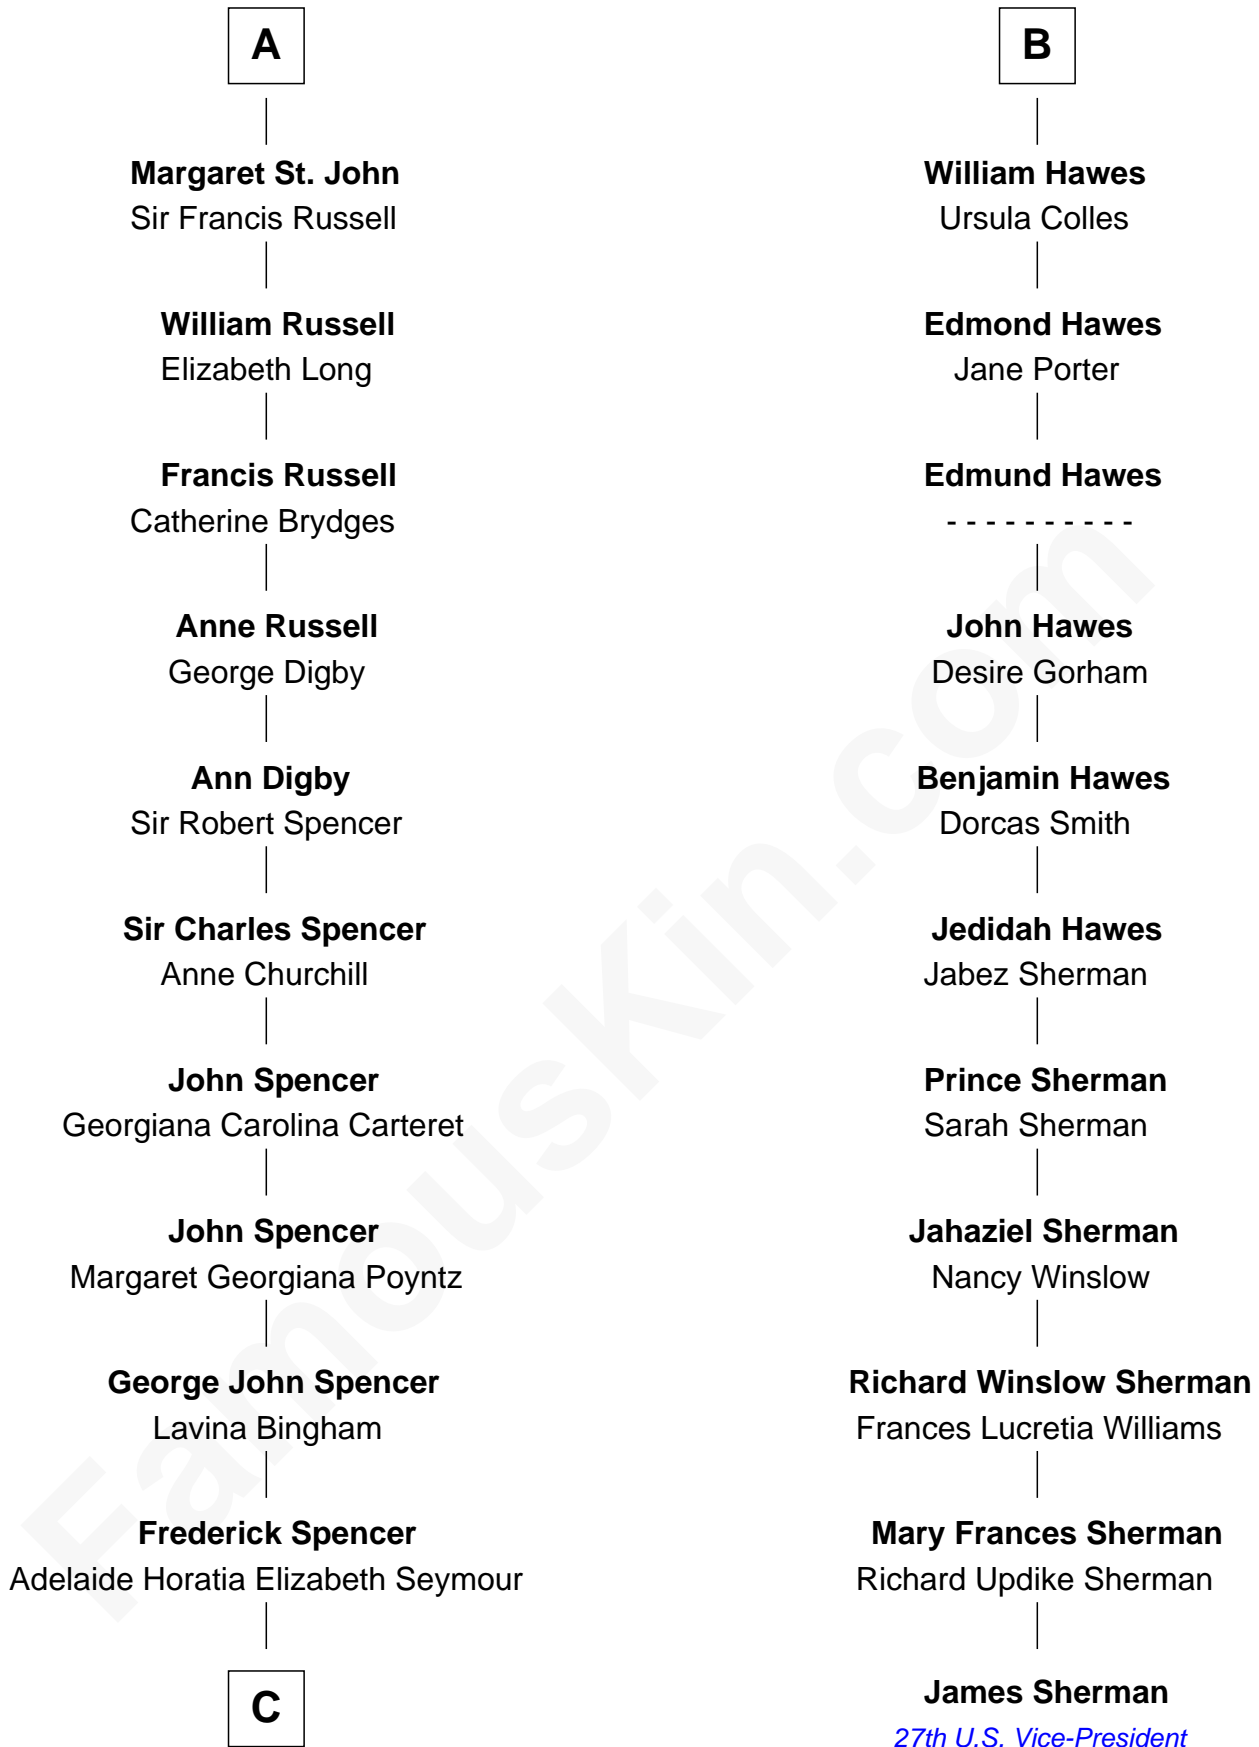 A
Margaret St. John
Sir Francis Russell
William Russell
Elizabeth Long
Francis Russell
Catherine Brydges
Anne Russell
George Digby
Ann Digby
Sir Robert Spencer
Sir Charles Spencer
Anne Churchill
John Spencer
Georgiana Carolina Carteret
John Spencer
Margaret Georgiana Poyntz
George John Spencer
Lavina Bingham
Frederick Spencer
Adelaide Horatia Elizabeth Seymour
C
B
William Hawes
Ursula Colles
Edmond Hawes
Jane Porter
Edmund Hawes
- - - - - - - - - -
John Hawes
Desire Gorham
Benjamin Hawes
Dorcas Smith
Jedidah Hawes
Jabez Sherman
Prince Sherman
Sarah Sherman
Jahaziel Sherman
Nancy Winslow
Richard Winslow Sherman
Frances Lucretia Williams
Mary Frances Sherman
Richard Updike Sherman
James Sherman
27th U.S. Vice-President
FamousKin.com